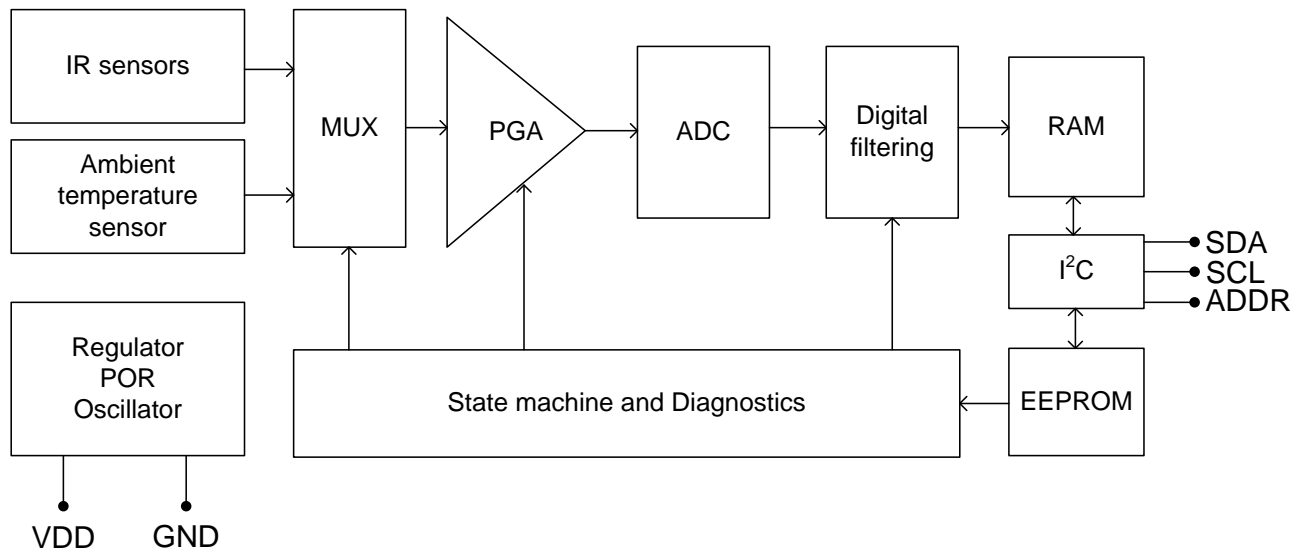 IR sensors
Ambient
temperature
sensor
MUX
PGA
ADC
Digital
filtering
RAM
I²C
SDA
SCL
ADDR
Regulator
POR
Oscillator
State machine and Diagnostics
EEPROM
VDD
GND